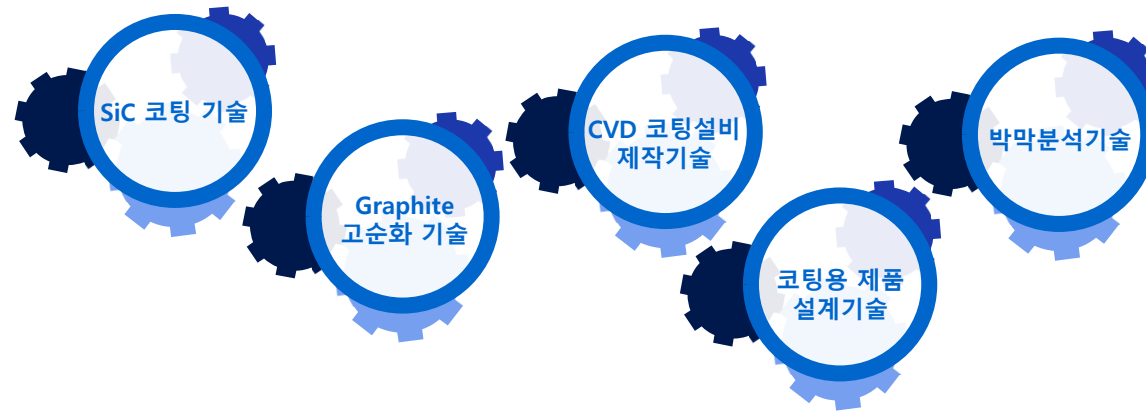 SiC 코팅 기술
Graphite
고순화 기술
CVD 코팅설비
제작기술
코팅용 제품
설계기술
박막분석기술